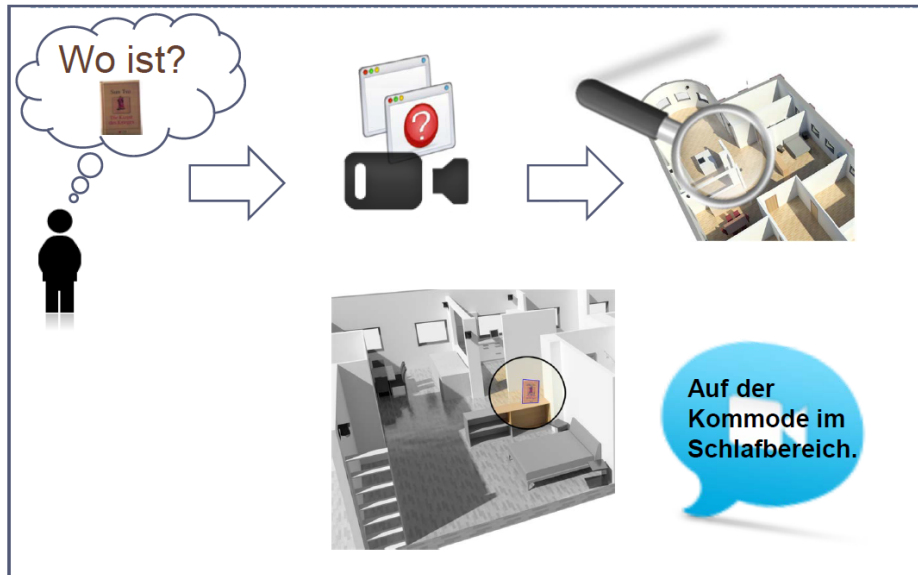 Wo ist?
?
Auf der
Kommode im
Schlafbereich.